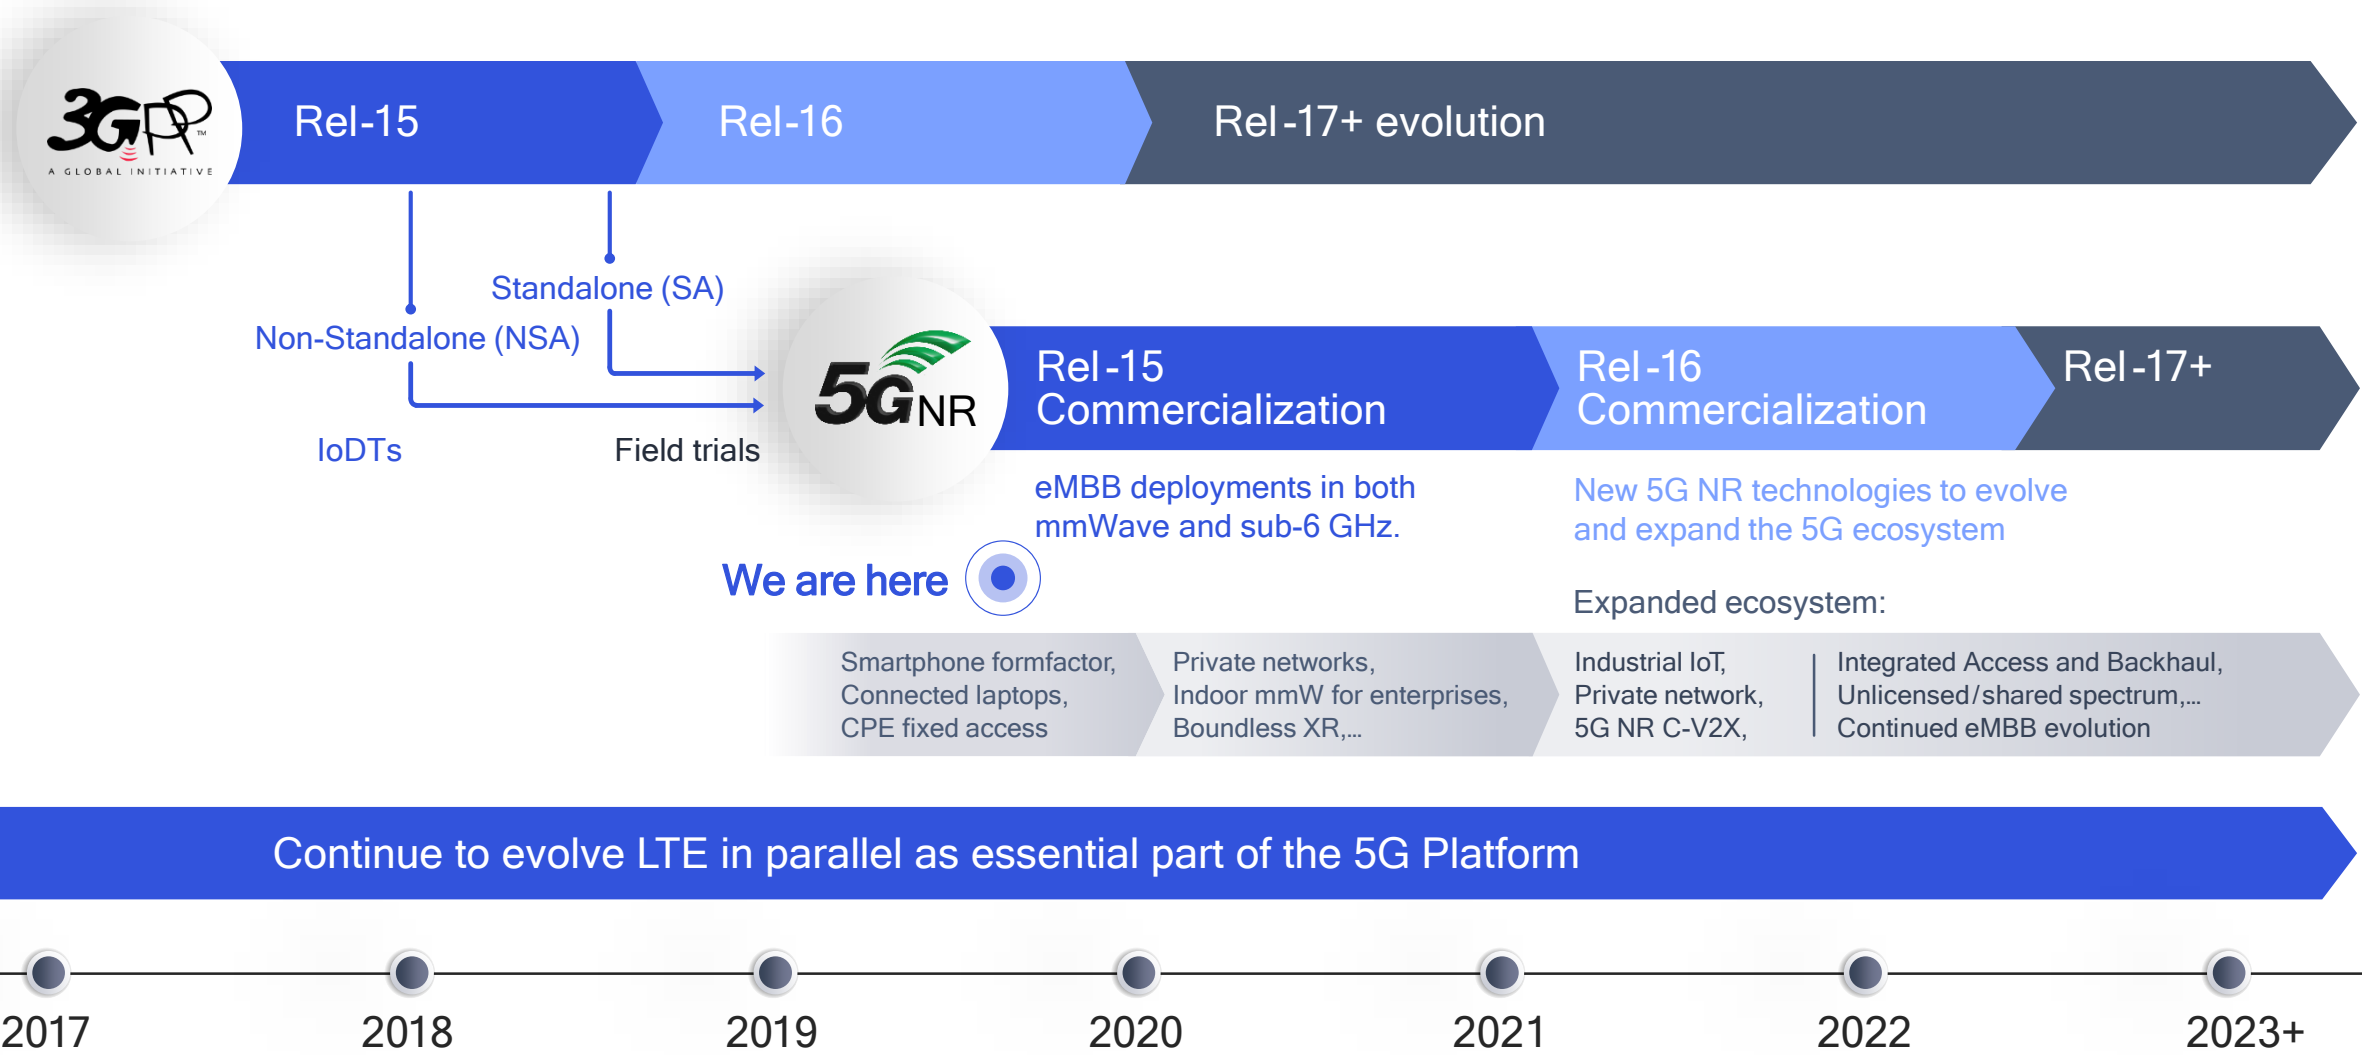 3GPP
TM
A GLOBAL INITIATIVE
Rel-15
Rel-16
Rel-17+ evolution
Standalone (SA)
Non-Standalone (NSA)
IoDTs
Field trials
5G NR
Rel-15
Commercialization
Rel-16
Commercialization
Rel-17+
eMBB deployments in both
mmWave and sub-6 GHz.
New 5G NR technologies to evolve
and expand the 5G ecosystem
We are here
Expanded ecosystem:
Smartphone formfactor,
Connected laptops,
CPE fixed access
Private networks,
Indoor mmW for enterprises,
Boundless XR,...
Industrial IoT,
Private network,
5G NR C-V2X,
Integrated Access and Backhaul,
Unlicensed/shared spectrum,...
Continued eMBB evolution
Continue to evolve LTE in parallel as essential part of the 5G Platform
2017
2018
2019
2020
2021
2022
2023+